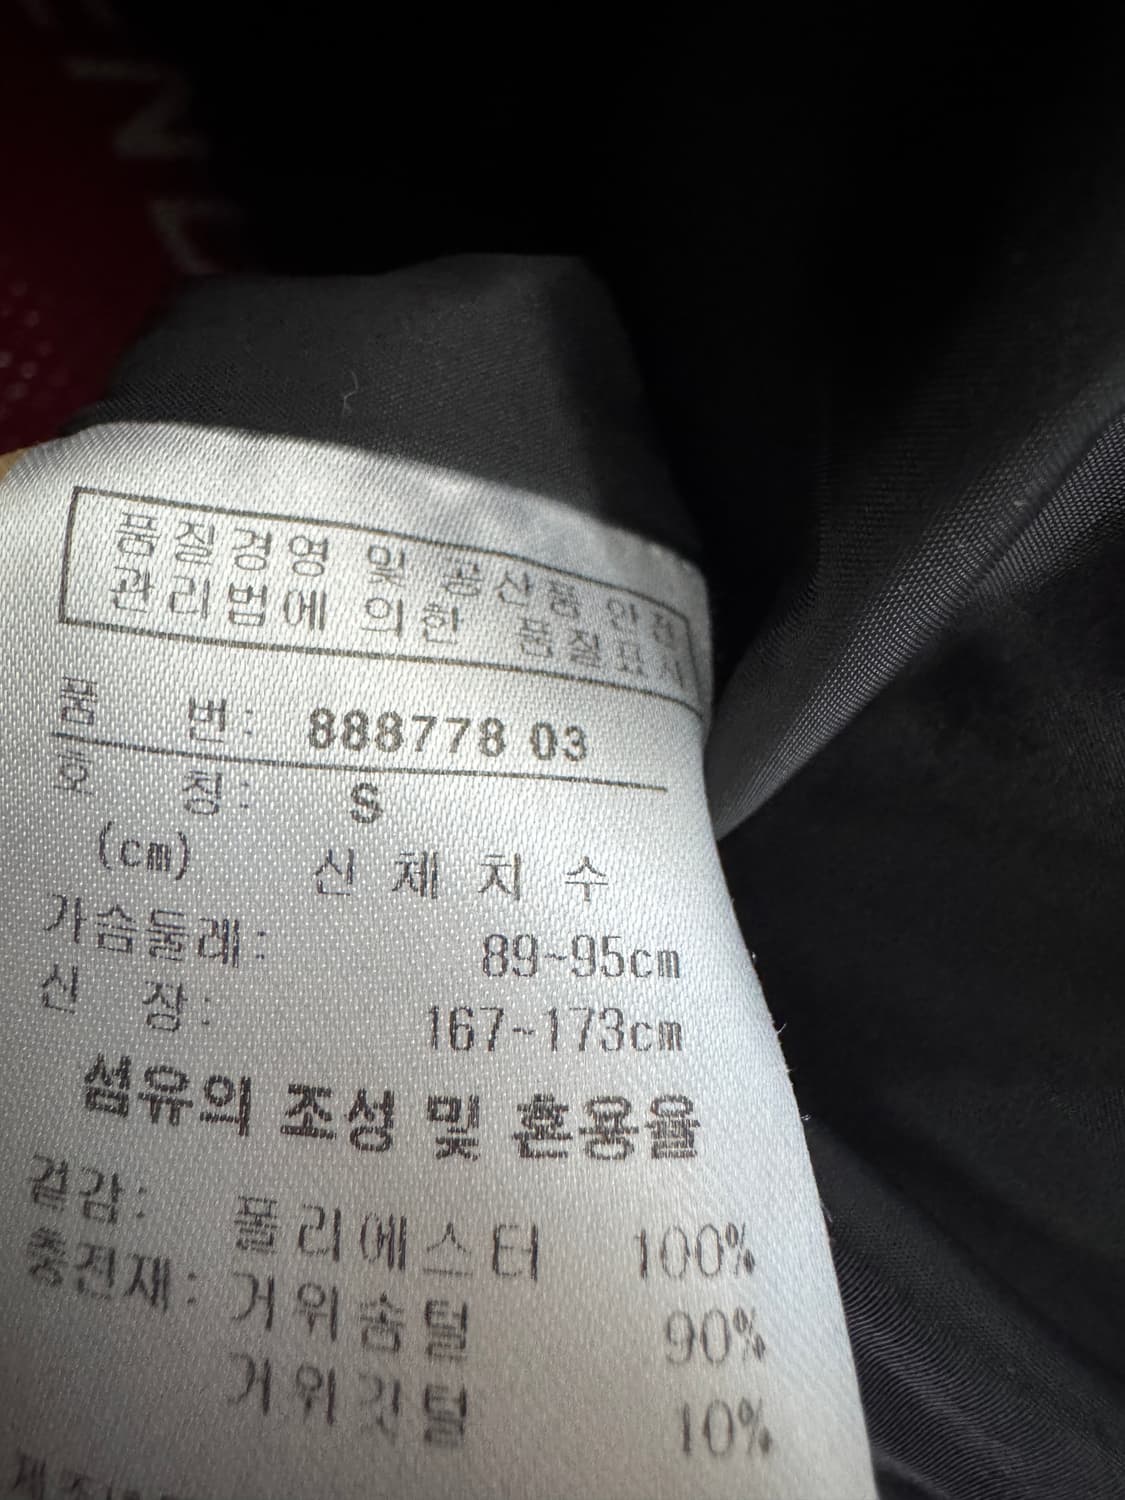 품질경영 및 공산품 안전
관리법에 의한 품질표시
품 번: 888778 03
호 칭: S
(cm) 신체치수
가슴둘레: 89~95cm
신 장: 167~173cm
섬유의 조성 및 혼용율
겉감: 폴리에스터 100%
충전재: 거위솜털 90%
거위깃털 10%